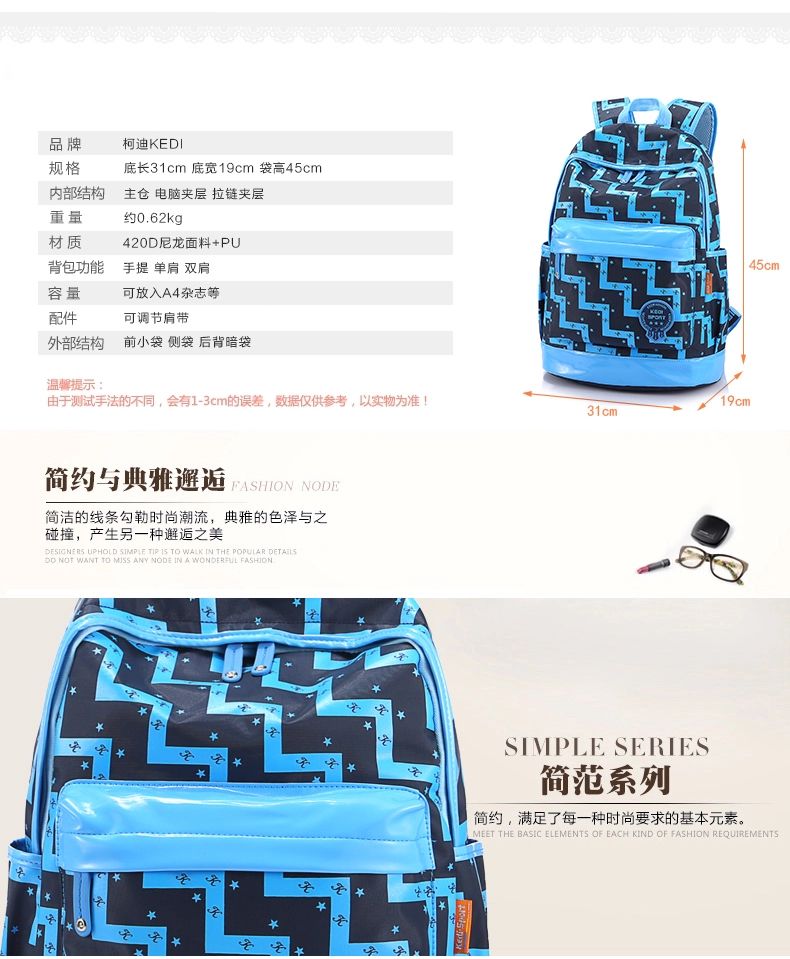 品牌 柯迪KEDI
规格 底长31cm 底宽19cm 袋高45cm
内部结构 主仓 电脑夹层 拉链夹层
重量 约0.62kg
材质 420D尼龙面料+PU
背包功能 手提 单肩 双肩
容量 可放入A4杂志等
配件 可调节肩带
外部结构 前小袋 侧袋 后背暗袋
温馨提示：
由于测试手法的不同，会有1-3cm的误差，数据仅供参考，以实物为准！
KEDI
SPORT
45cm
19cm
31cm
简约与典雅邂逅 FASHION NODE
简洁的线条勾勒时尚潮流，典雅的色泽与之
碰撞，产生另一种邂逅之美
DESIGNERS UPHOLD SIMPLE TIP IS TO WALK IN THE POPULAR DETAILS
DO NOT WANT TO MISS ANY NODE IN A WONDERFUL FASHION.
SIMPLE SERIES
简范系列
简约，满足了每一种时尚要求的基本元素。
MEET THE BASIC ELEMENTS OF EACH KIND OF FASHION REQUIREMENTS
Kedi·Sport